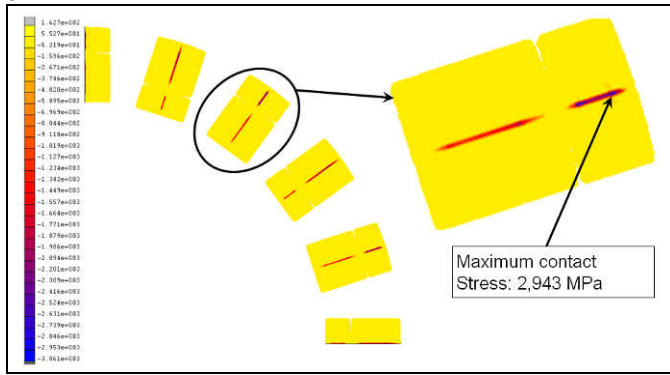 1.627e+002
5.527e+001
-5.219e+001
-1.596e+002
-2.671e+002
-3.746e+002
-4.820e+002
-5.895e+002
-6.969e+002
-8.044e+002
-9.118e+002
-1.019e+003
-1.127e+003
-1.234e+003
-1.342e+003
-1.449e+003
-1.557e+003
-1.664e+003
-1.771e+003
-1.879e+003
-1.986e+003
-2.094e+003
-2.201e+003
-2.309e+003
-2.416e+003
-2.524e+003
-2.631e+003
-2.739e+003
-2.846e+003
-2.953e+003
-3.061e+003
Maximum contact
Stress: 2,943 MPa